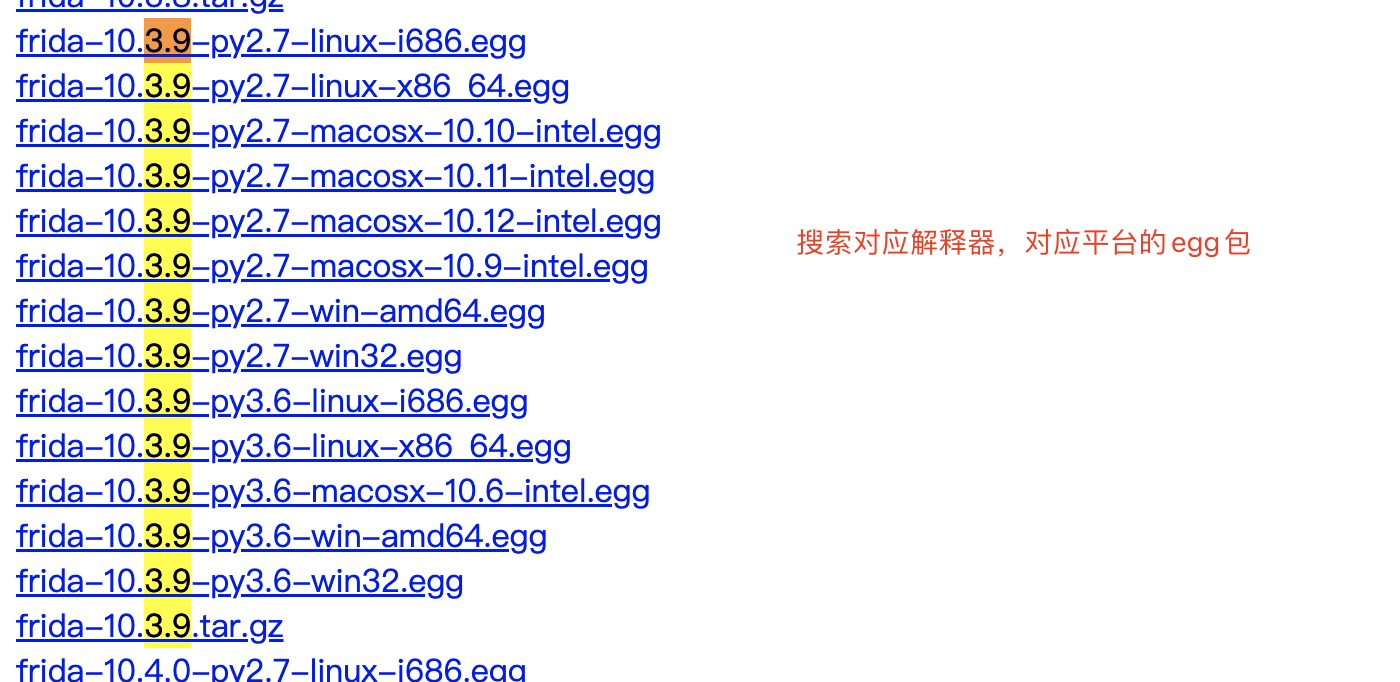 frida-10.3.8.tar.gz
frida-10.3.9-py2.7-linux-i686.egg
frida-10.3.9-py2.7-linux-x86_64.egg
frida-10.3.9-py2.7-macosx-10.10-intel.egg
frida-10.3.9-py2.7-macosx-10.11-intel.egg
frida-10.3.9-py2.7-macosx-10.12-intel.egg
搜索对应解释器，对应平台的egg包
frida-10.3.9-py2.7-macosx-10.9-intel.egg
frida-10.3.9-py2.7-win-amd64.egg
frida-10.3.9-py2.7-win32.egg
frida-10.3.9-py3.6-linux-i686.egg
frida-10.3.9-py3.6-linux-x86_64.egg
frida-10.3.9-py3.6-macosx-10.6-intel.egg
frida-10.3.9-py3.6-win-amd64.egg
frida-10.3.9-py3.6-win32.egg
frida-10.3.9.tar.gz
frida-10.4.0-py2.7-linux-i686.egg